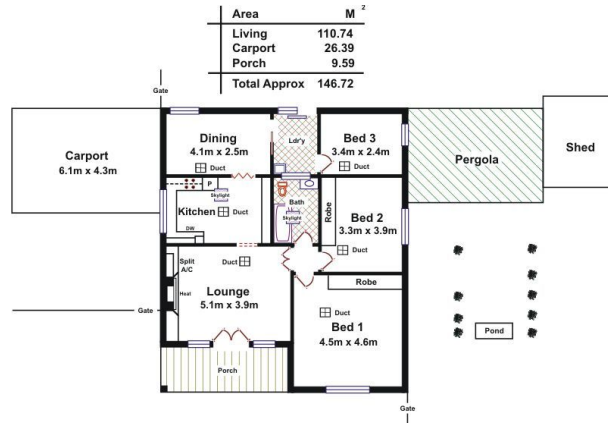 Area M 2
Living 110.74
Carport 26.39
Porch 9.59
Total Approx 146.72
Gate
Carport
6.1m x 4.3m
Dining
4.1m x 2.5m
Duct
Ldr'y
Bed 3
3.4m x 2.4m
Duct
Pergola
Shed
P
Skylight
Kitchen
Duct
DW
Bath
Skylight
Robe
Bed 2
3.3m x 3.9m
Duct
Split
A/C
Heat
Duct
Lounge
5.1m x 3.9m
Robe
Duct
Bed 1
4.5m x 4.6m
Pond
Gate
Porch
Gate